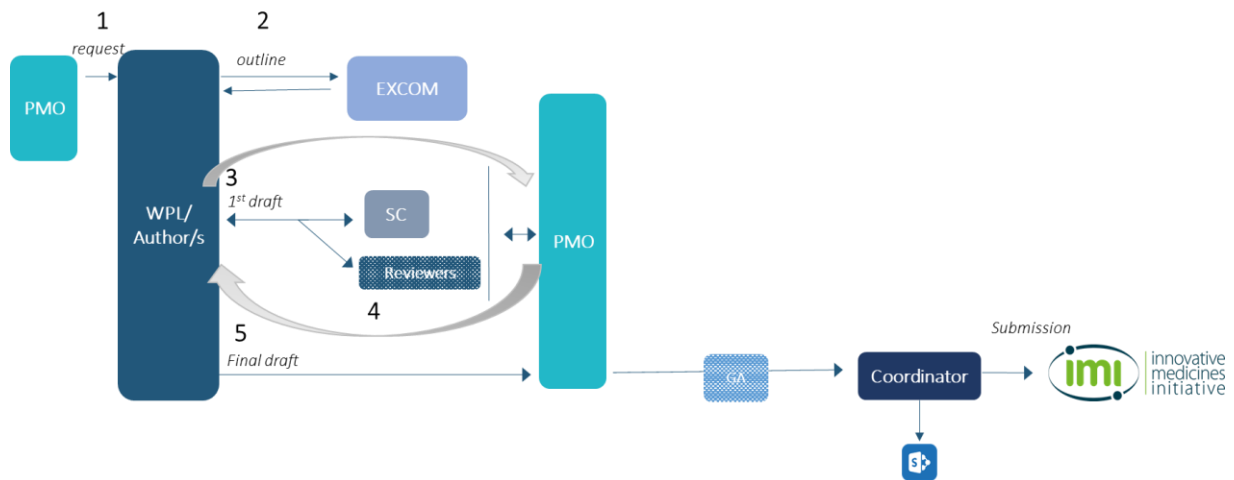 1
request
2
outline
PMO
EXCOM
3
1st draft
WPL/
Author/s
SC
PMO
Reviewers
4
5
Final draft
GA
Coordinator
Submission
imi
innovative
medicines
initiative
S